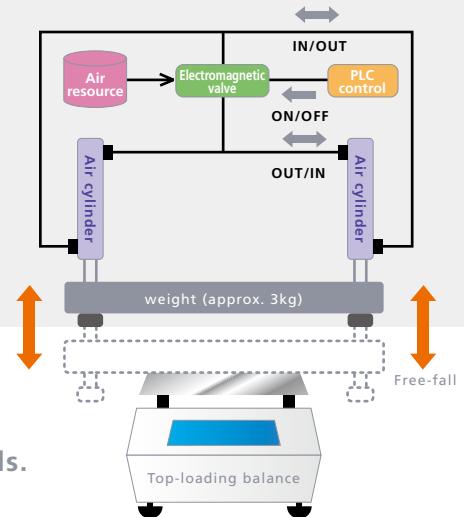 IN/OUT
Air
resource
Electromagnetic
valve
PLC
control
ON/OFF
OUT/IN
Air cylinder
Air cylinder
weight (approx. 3kg)
Free-fall
ls.
Top-loading balance